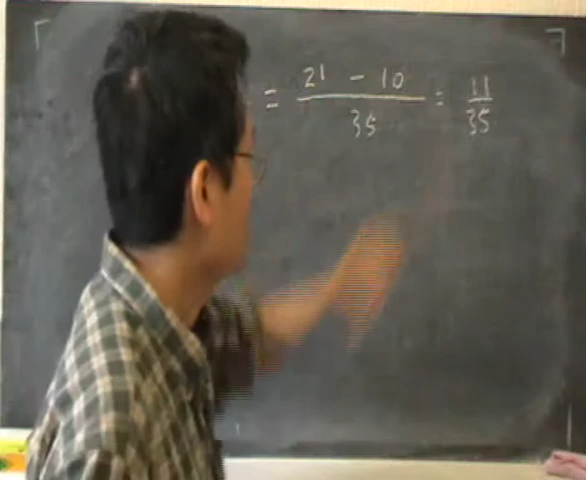 = 21 - 10 / 35 = 11 / 35